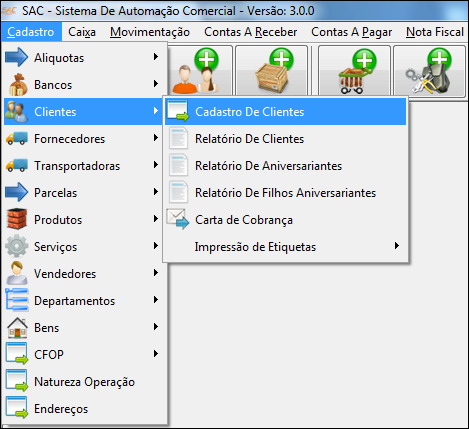 SAC - Sistema De Automação Comercial - Versão: 3.0.0
Cadastro Caixa Movimentação Contas A Receber Contas A Pagar Nota Fiscal
Aliquotas
Bancos
Clientes
Fornecedores
Transportadoras
Parcelas
Produtos
Serviços
Vendedores
Departamentos
Bens
CFOP
Natureza Operação
Endereços
Cadastro De Clientes
Relatório De Clientes
Relatório De Aniversariantes
Relatório De Filhos Aniversariantes
Carta de Cobrança
Impressão de Etiquetas